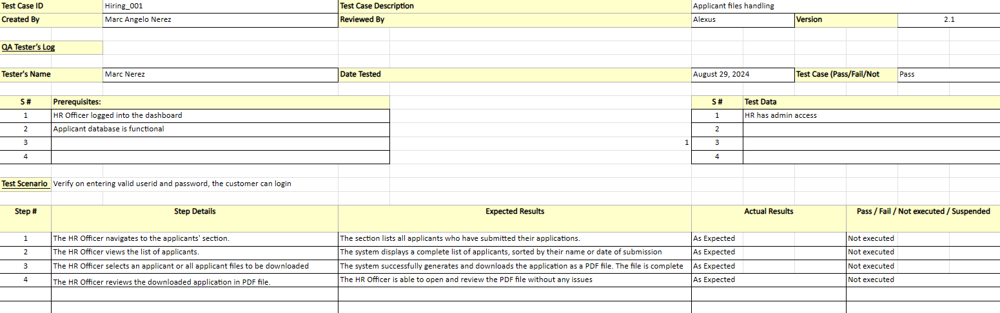 Test Case ID Hiring_001 Test Case Description Applicant files handling
Created By Marc Angelo Nerez Reviewed By Alexus Version 2.1
QA Tester's Log
Tester's Name Marc Nerez Date Tested August 29, 2024 Test Case (Pass/Fail/Not Pass
S # Prerequisites: S # Test Data
1 HR Officer logged into the dashboard 1 HR has admin access
2 Applicant database is functional 2
3 1 3
4 4
Test Scenario Verify on entering valid userid and password, the customer can login
Step # Step Details Expected Results Actual Results Pass / Fail / Not executed / Suspended
1 The HR Officer navigates to the applicants' section. The section lists all applicants who have submitted their applications. As Expected Not executed
2 The HR Officer views the list of applicants. The system displays a complete list of applicants, sorted by their name or date of submission As Expected Not executed
3 The HR Officer selects an applicant or all applicant files to be downloaded The system successfully generates and downloads the application as a PDF file. The file is complete As Expected Not executed
4 The HR Officer reviews the downloaded application in PDF file. The HR Officer is able to open and review the PDF file without any issues As Expected Not executed